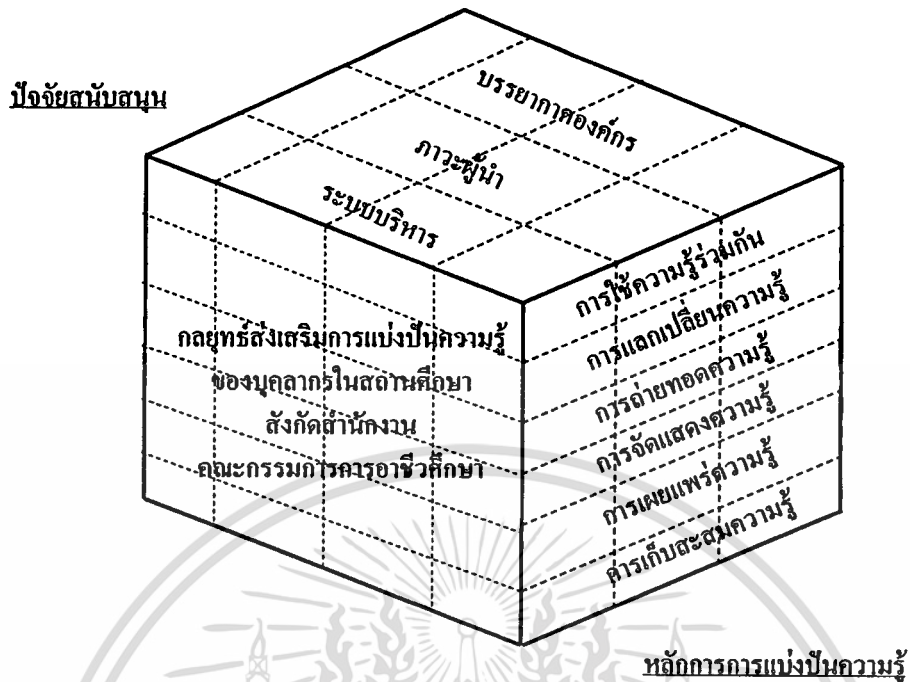 ปัจจัยสนับสนุน
บรรยากาศองค์กร
ภาวะผู้นำ
ระบบบริหาร
กลยุทธ์ส่งเสริมการแบ่งปันความรู้
ของบุคลากรในสถานศึกษา
สังกัดสำนักงาน
คณะกรรมการการอาชีวศึกษา
การใช้ความรู้ร่วมกัน
การแลกเปลี่ยนความรู้
การถ่ายทอดความรู้
การจัดแสดงความรู้
การเผยแพร่ความรู้
การเก็บสะสมความรู้
หลักการการแบ่งปันความรู้